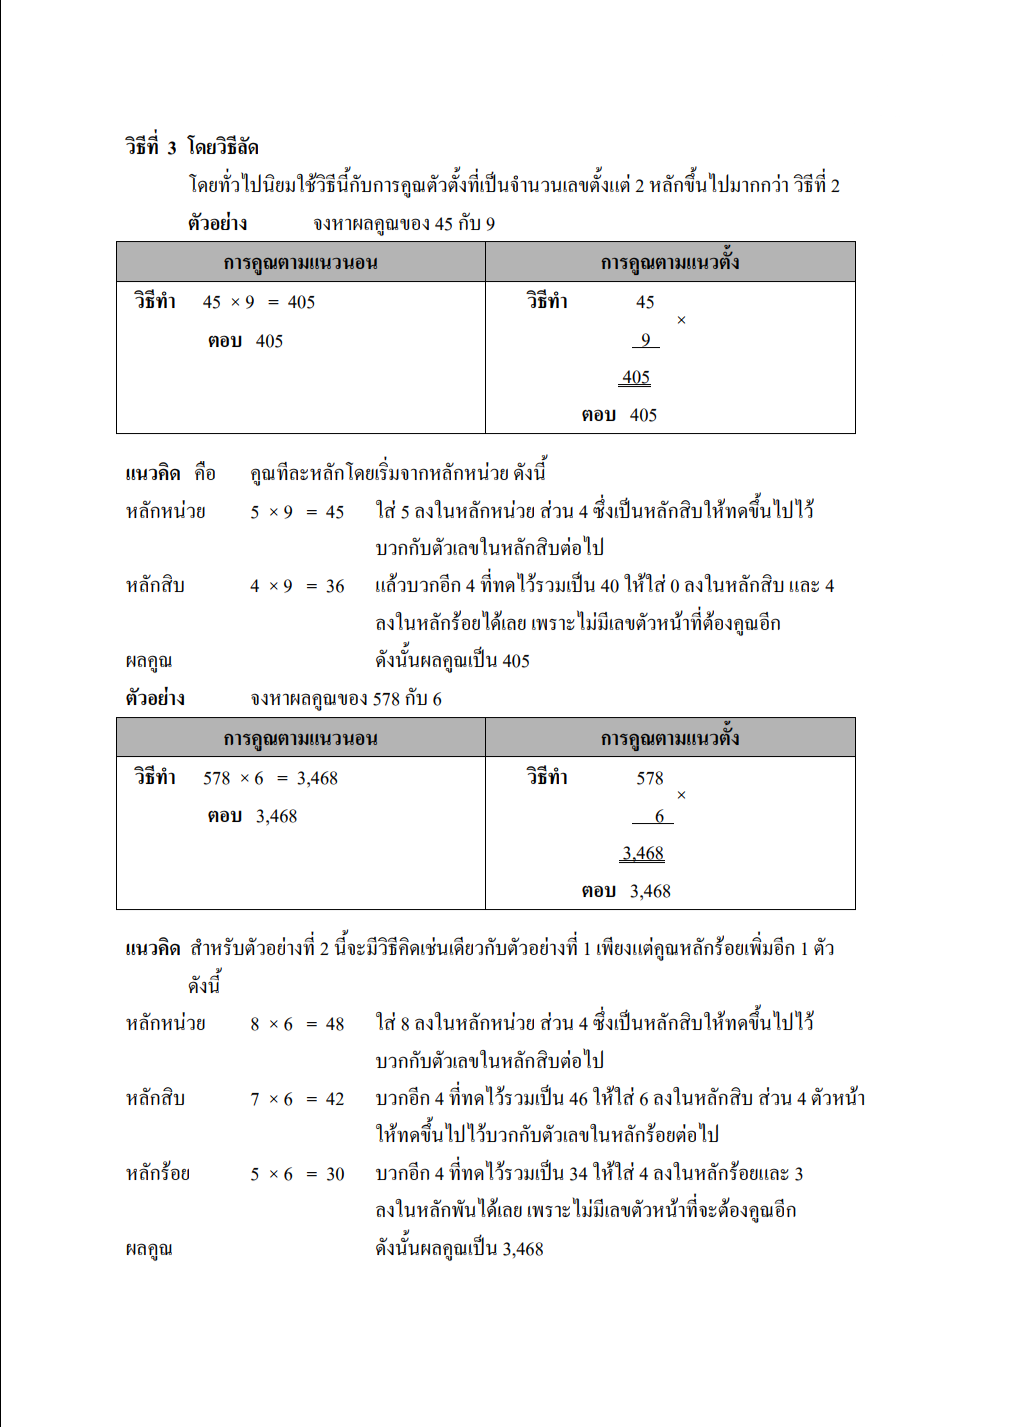 วิธีที่ 3 โดยวิธีลัด
โดยทั่วไปนิยมใช้วิธีนี้กับการคูณตัวตั้งที่เป็นจำนวนเลขตั้งแต่ 2 หลักขึ้นไปมากกว่า วิธีที่ 2
ตัวอย่าง จงหาผลคูณของ 45 กับ 9
การคูณตามแนวนอน การคูณตามแนวตั้ง
วิธีทำ 45 × 9 = 405 วิธีทำ 45
×
ตอบ 405 9
405
ตอบ 405
แนวคิด คือ คูณทีละหลักโดยเริ่มจากหลักหน่วย ดังนี้
หลักหน่วย 5 × 9 = 45 ใส่ 5 ลงในหลักหน่วย ส่วน 4 ซึ่งเป็นหลักสิบให้ทดขึ้นไปไว้
บวกกับตัวเลขในหลักสิบต่อไป
หลักสิบ 4 × 9 = 36 แล้วบวกอีก 4 ที่ทดไว้รวมเป็น 40 ให้ใส่ 0 ลงในหลักสิบ และ 4
ลงในหลักร้อยได้เลย เพราะไม่มีเลขตัวหน้าที่ต้องคูณอีก
ผลคูณ ดังนั้นผลคูณเป็น 405
ตัวอย่าง จงหาผลคูณของ 578 กับ 6
การคูณตามแนวนอน การคูณตามแนวตั้ง
วิธีทำ 578 × 6 = 3,468 วิธีทำ 578
×
ตอบ 3,468 6
3,468
ตอบ 3,468
แนวคิด สำหรับตัวอย่างที่ 2 นี้จะมีวิธีคิดเช่นเดียวกับตัวอย่างที่ 1 เพียงแต่คูณหลักร้อยเพิ่มอีก 1 ตัว
ดังนี้
หลักหน่วย 8 × 6 = 48 ใส่ 8 ลงในหลักหน่วย ส่วน 4 ซึ่งเป็นหลักสิบให้ทดขึ้นไปไว้
บวกกับตัวเลขในหลักสิบต่อไป
หลักสิบ 7 × 6 = 42 บวกอีก 4 ที่ทดไว้รวมเป็น 46 ให้ใส่ 6 ลงในหลักสิบ ส่วน 4 ตัวหน้า
ให้ทดขึ้นไปไว้บวกกับตัวเลขในหลักร้อยต่อไป
หลักร้อย 5 × 6 = 30 บวกอีก 4 ที่ทดไว้รวมเป็น 34 ให้ใส่ 4 ลงในหลักร้อยและ 3
ลงในหลักพันได้เลย เพราะไม่มีเลขตัวหน้าที่จะต้องคูณอีก
ผลคูณ ดังนั้นผลคูณเป็น 3,468